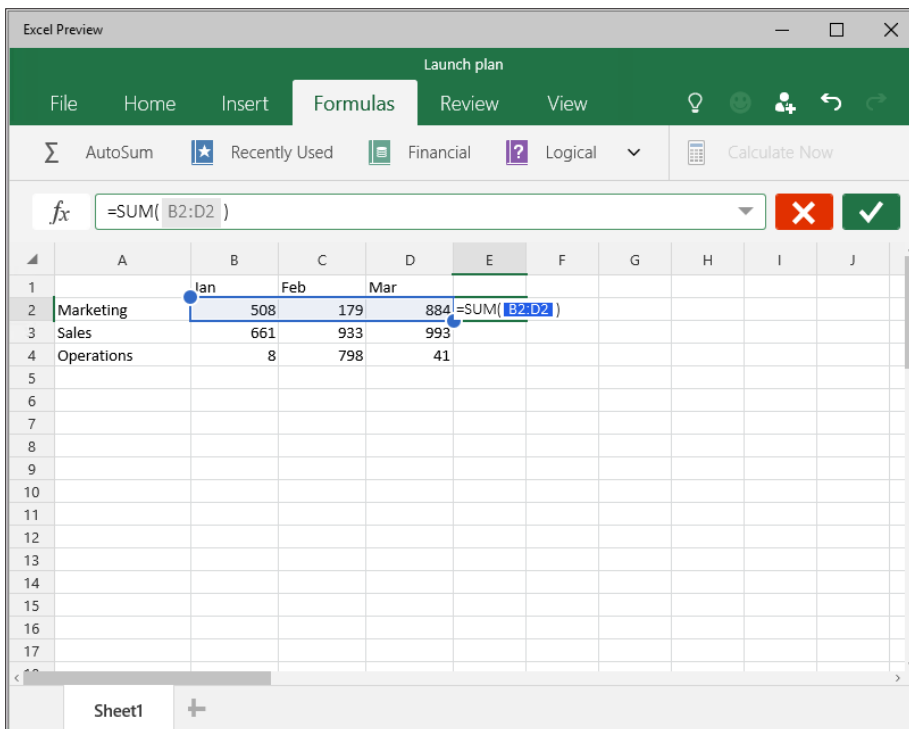 Excel Preview
Launch plan
File Home Insert Formulas Review View
Σ AutoSum Recently Used Financial ? Logical Calculate Now
fx =SUM( B2:D2 )
A B C D E F G H I J
1 Jan Feb Mar
2 Marketing 508 179 884 =SUM( B2:D2 )
3 Sales 661 933 993
4 Operations 8 798 41
5
6
7
8
9
10
11
12
13
14
15
16
17
Sheet1